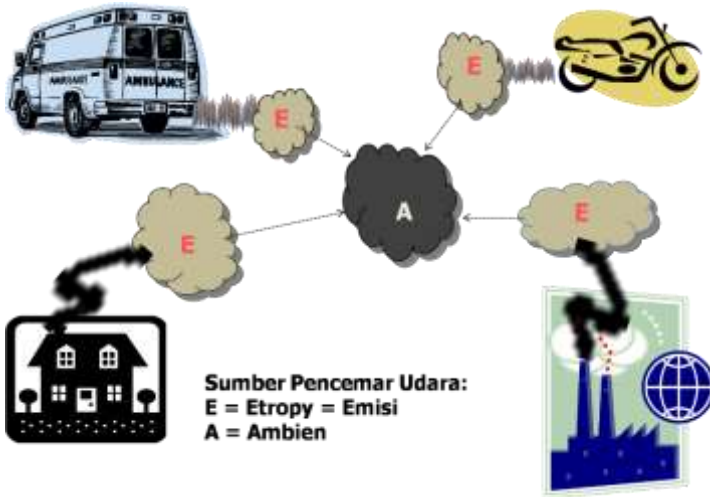 AMBULANCE
E
E
A
E
E
Sumber Pencemar Udara:
E = Etropy = Emisi
A = Ambien